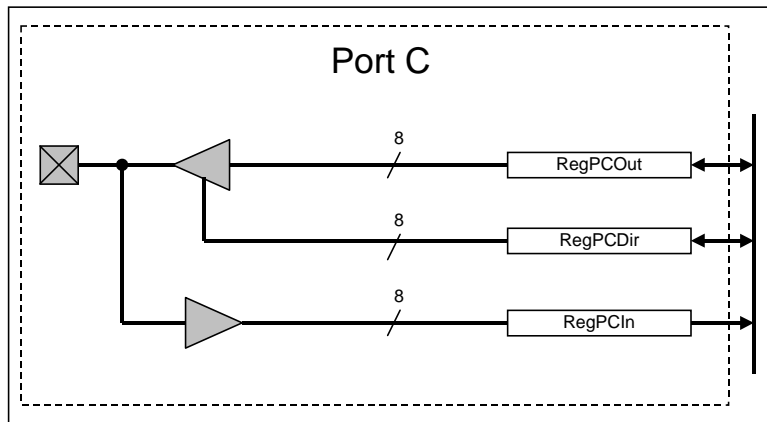 Port C
8
RegPCOut
8
RegPCDir
8
RegPCIn